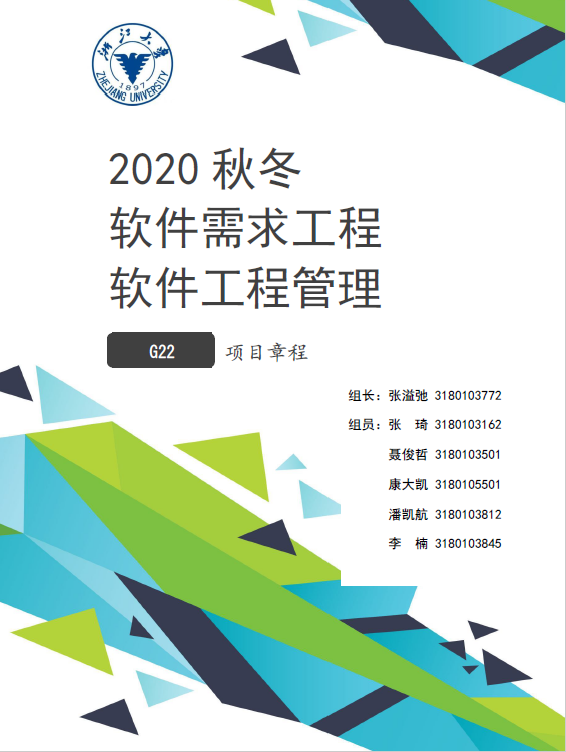 浙江大学
1897
ZHEJIANG UNIVERSITY
2020 秋冬
软件需求工程
软件工程管理
G22 项目章程
组长：张溢弛 3180103772
组员：张 琦 3180103162
聂俊哲 3180103501
康大凯 3180105501
潘凯航 3180103812
李 楠 3180103845